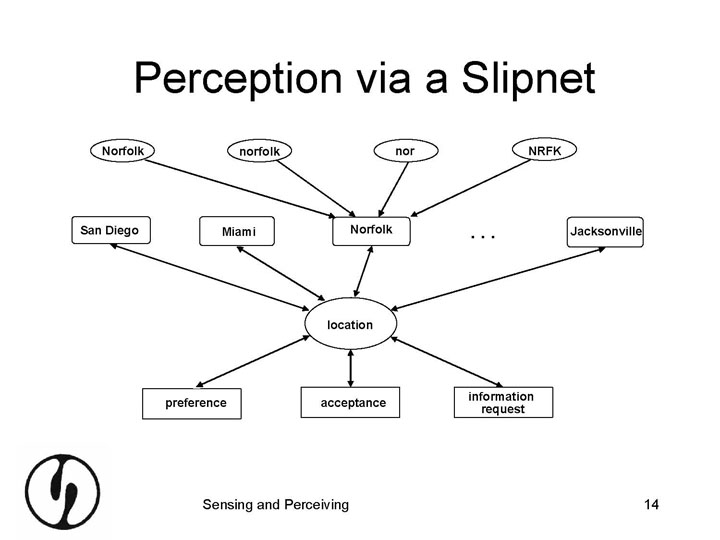 Perception via a Slipnet
Norfolk norfolk nor NRFK
San Diego Miami Norfolk . . . Jacksonville
location
preference acceptance information
request
Sensing and Perceiving 14